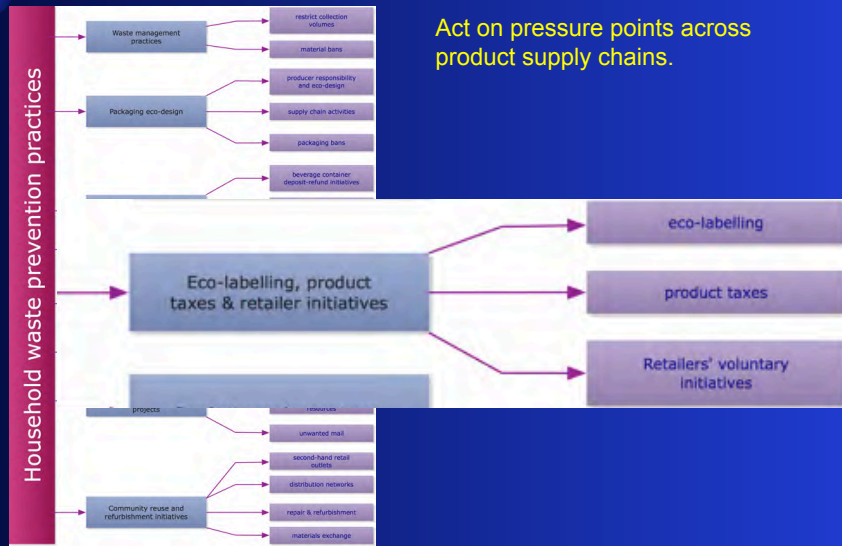 Household waste prevention practices
Waste management
practices
restrict collection
volumes
material bans
Act on pressure points across
product supply chains.
Packaging eco-design
producer responsibility
and eco-design
supply chain activities
packaging bans
beverage container
deposit-refund initiatives
Eco-labelling, product
taxes & retailer initiatives
eco-labelling
product taxes
Retailers' voluntary
initiatives
projects
resources
unwanted mail
Community reuse and
refurbishment initiatives
second-hand retail
outlets
distribution networks
repair & refurbishment
materials exchange